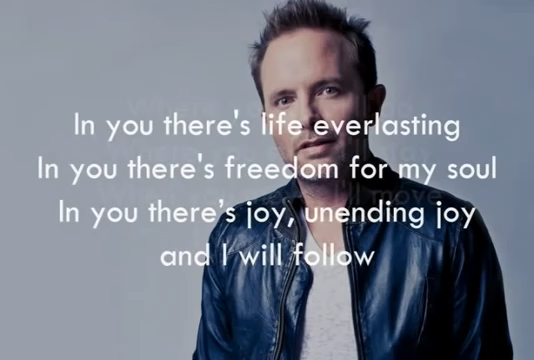 In you there's life everlasting
In you there's freedom for my soul
In you there's joy, unending joy
and I will follow